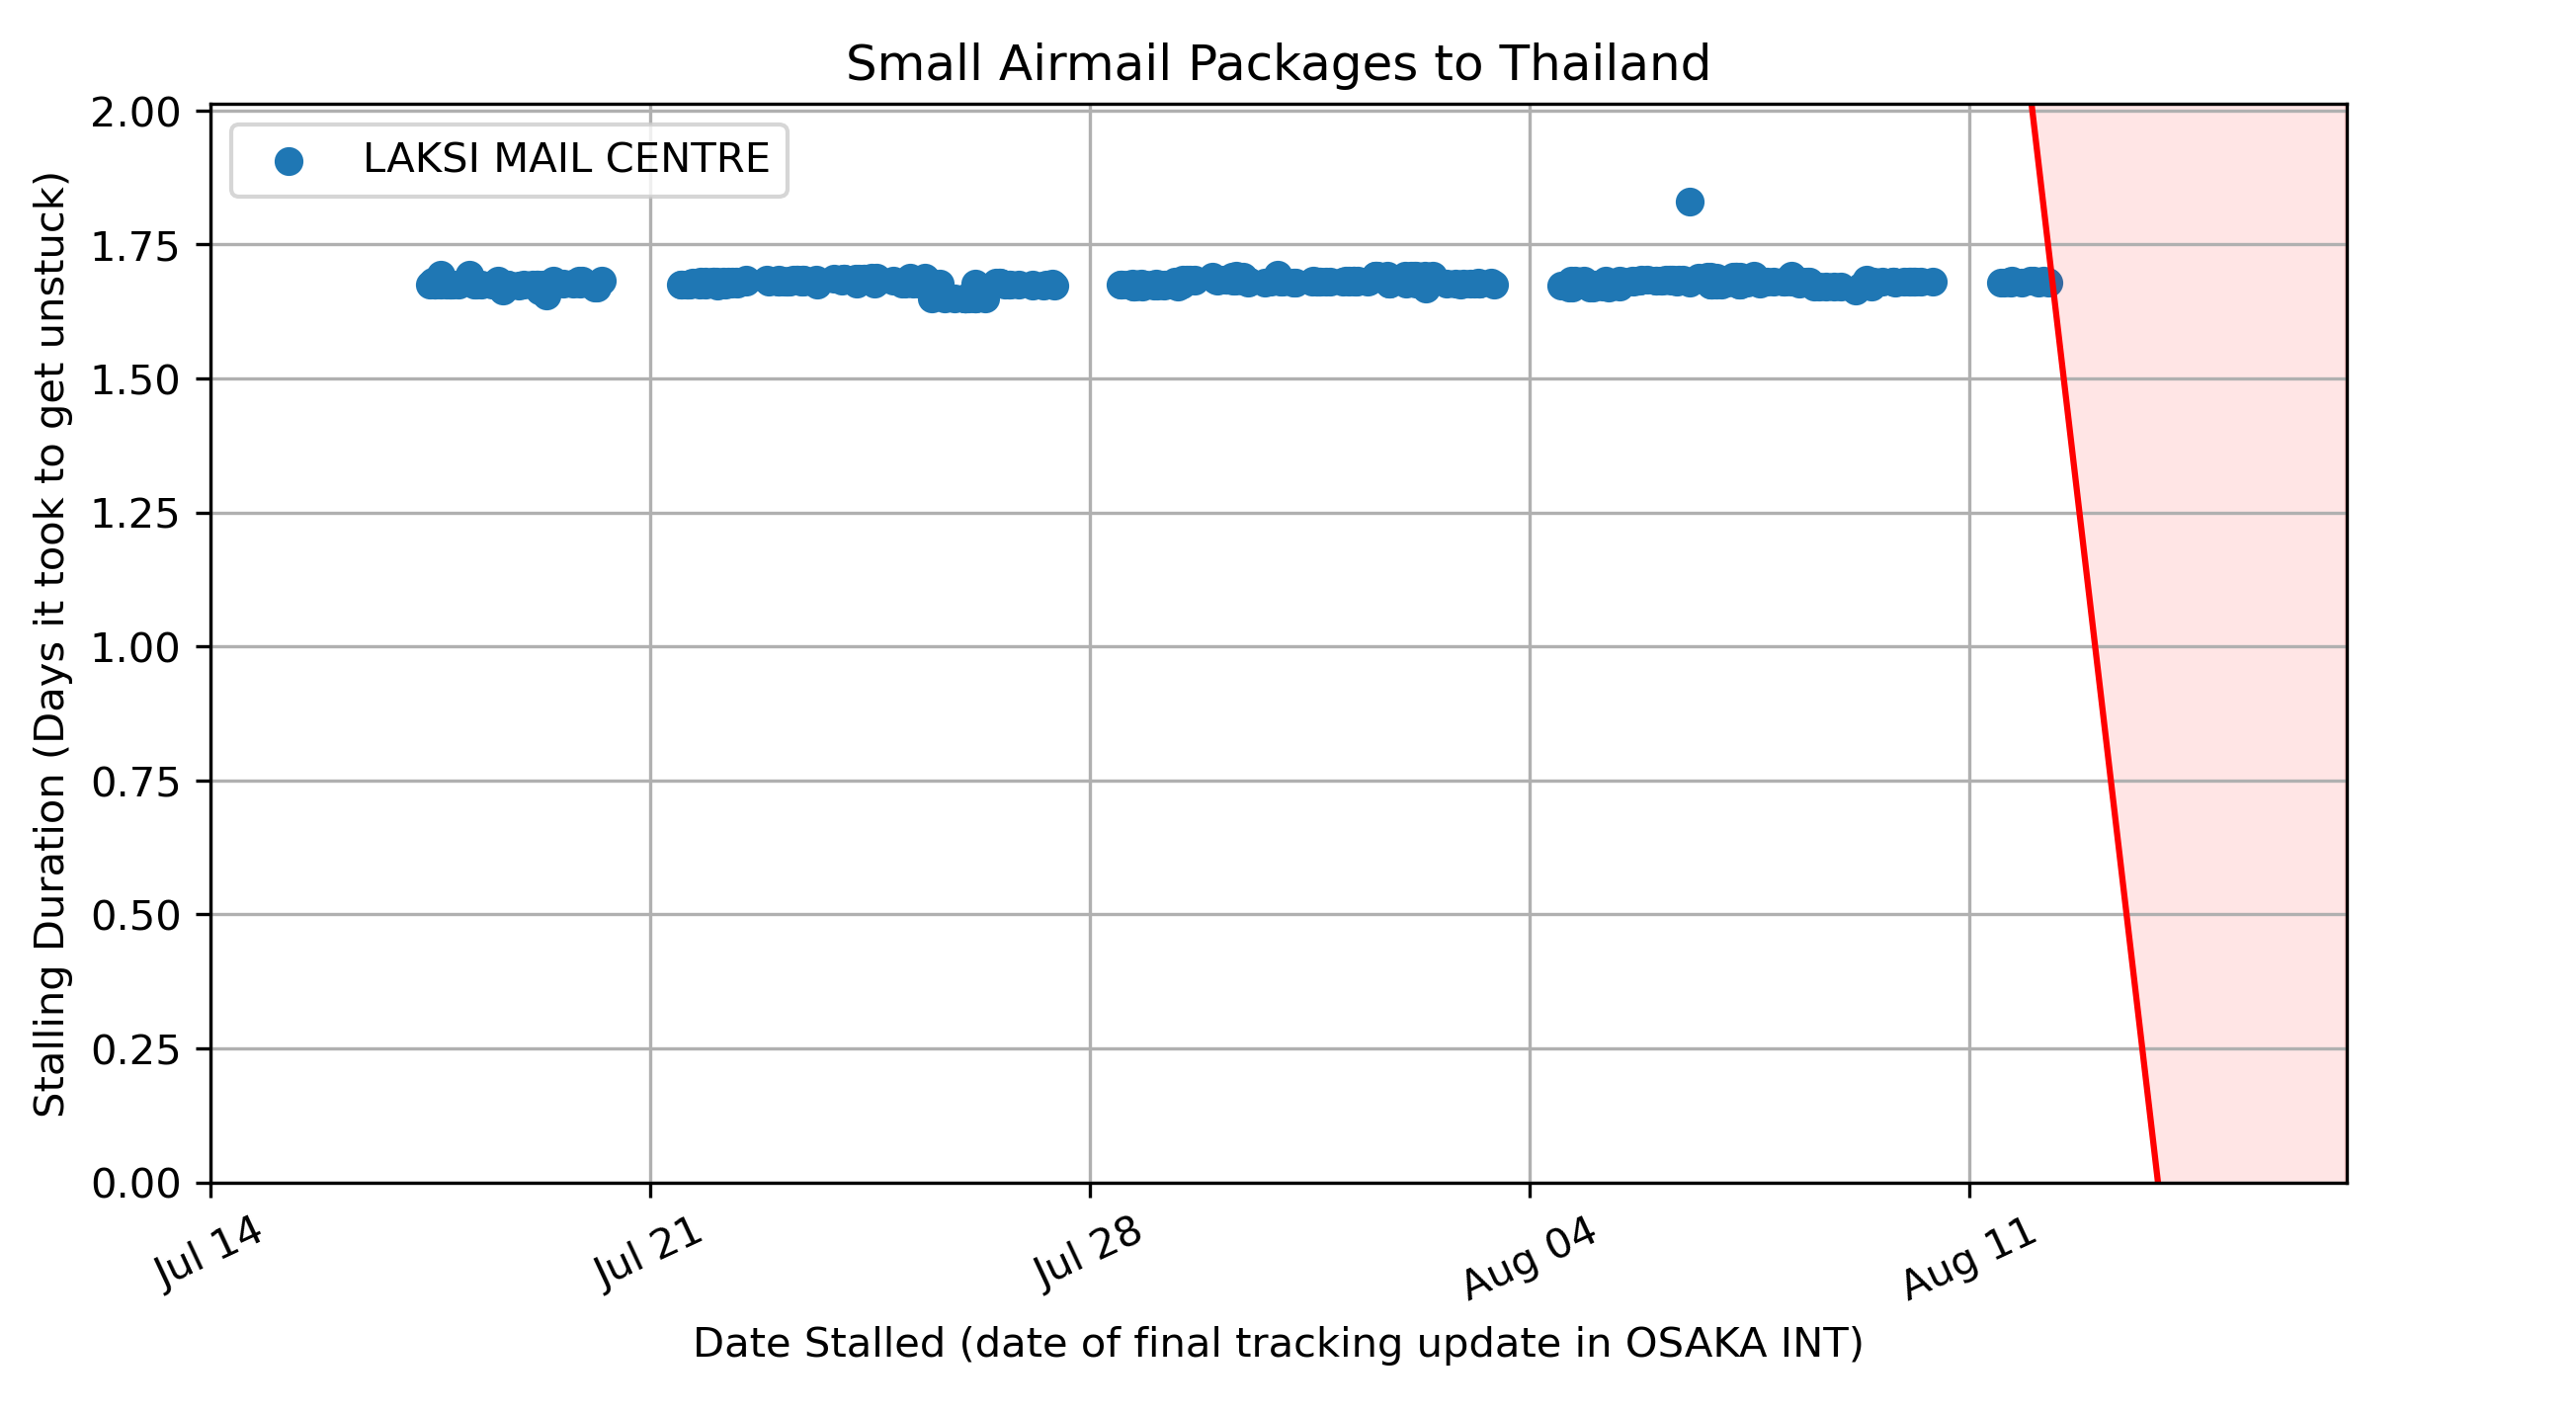 Small Airmail Packages to Thailand
LAKSI MAIL CENTRE
Stalling Duration (Days it took to get unstuck)
2.00
1.75
1.50
1.25
1.00
0.75
0.50
0.25
0.00
Jul 14
Jul 21
Jul 28
Aug 04
Aug 11
Date Stalled (date of final tracking update in OSAKA INT)